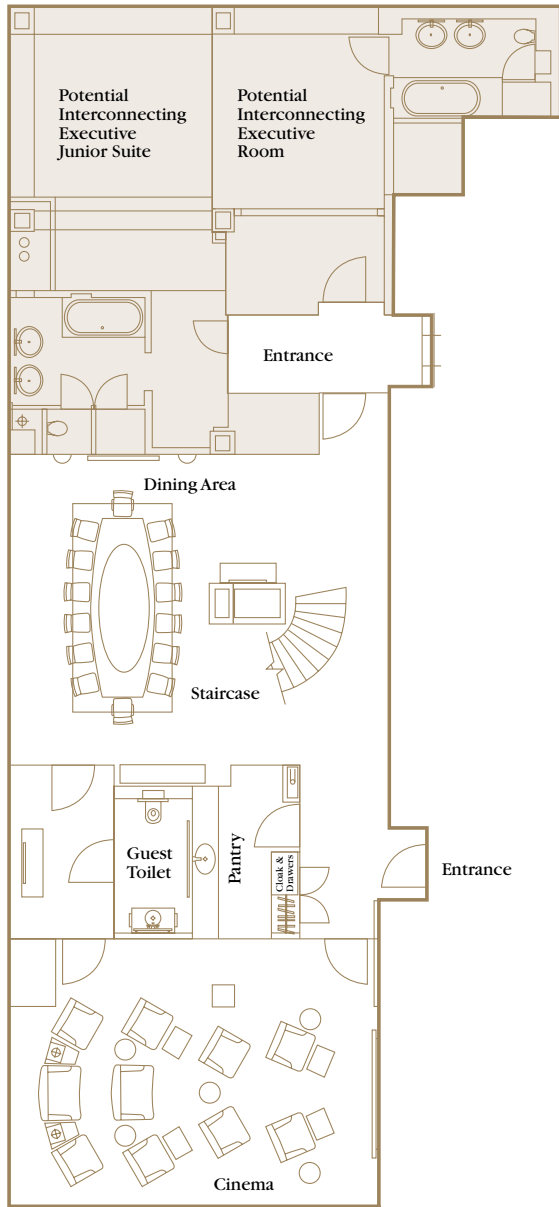 Potential
Interconnecting
Executive
Junior Suite
Potential
Interconnecting
Executive
Room
Entrance
Dining Area
Staircase
Guest
Toilet
Pantry
Cloak &
Drawers
Entrance
Cinema